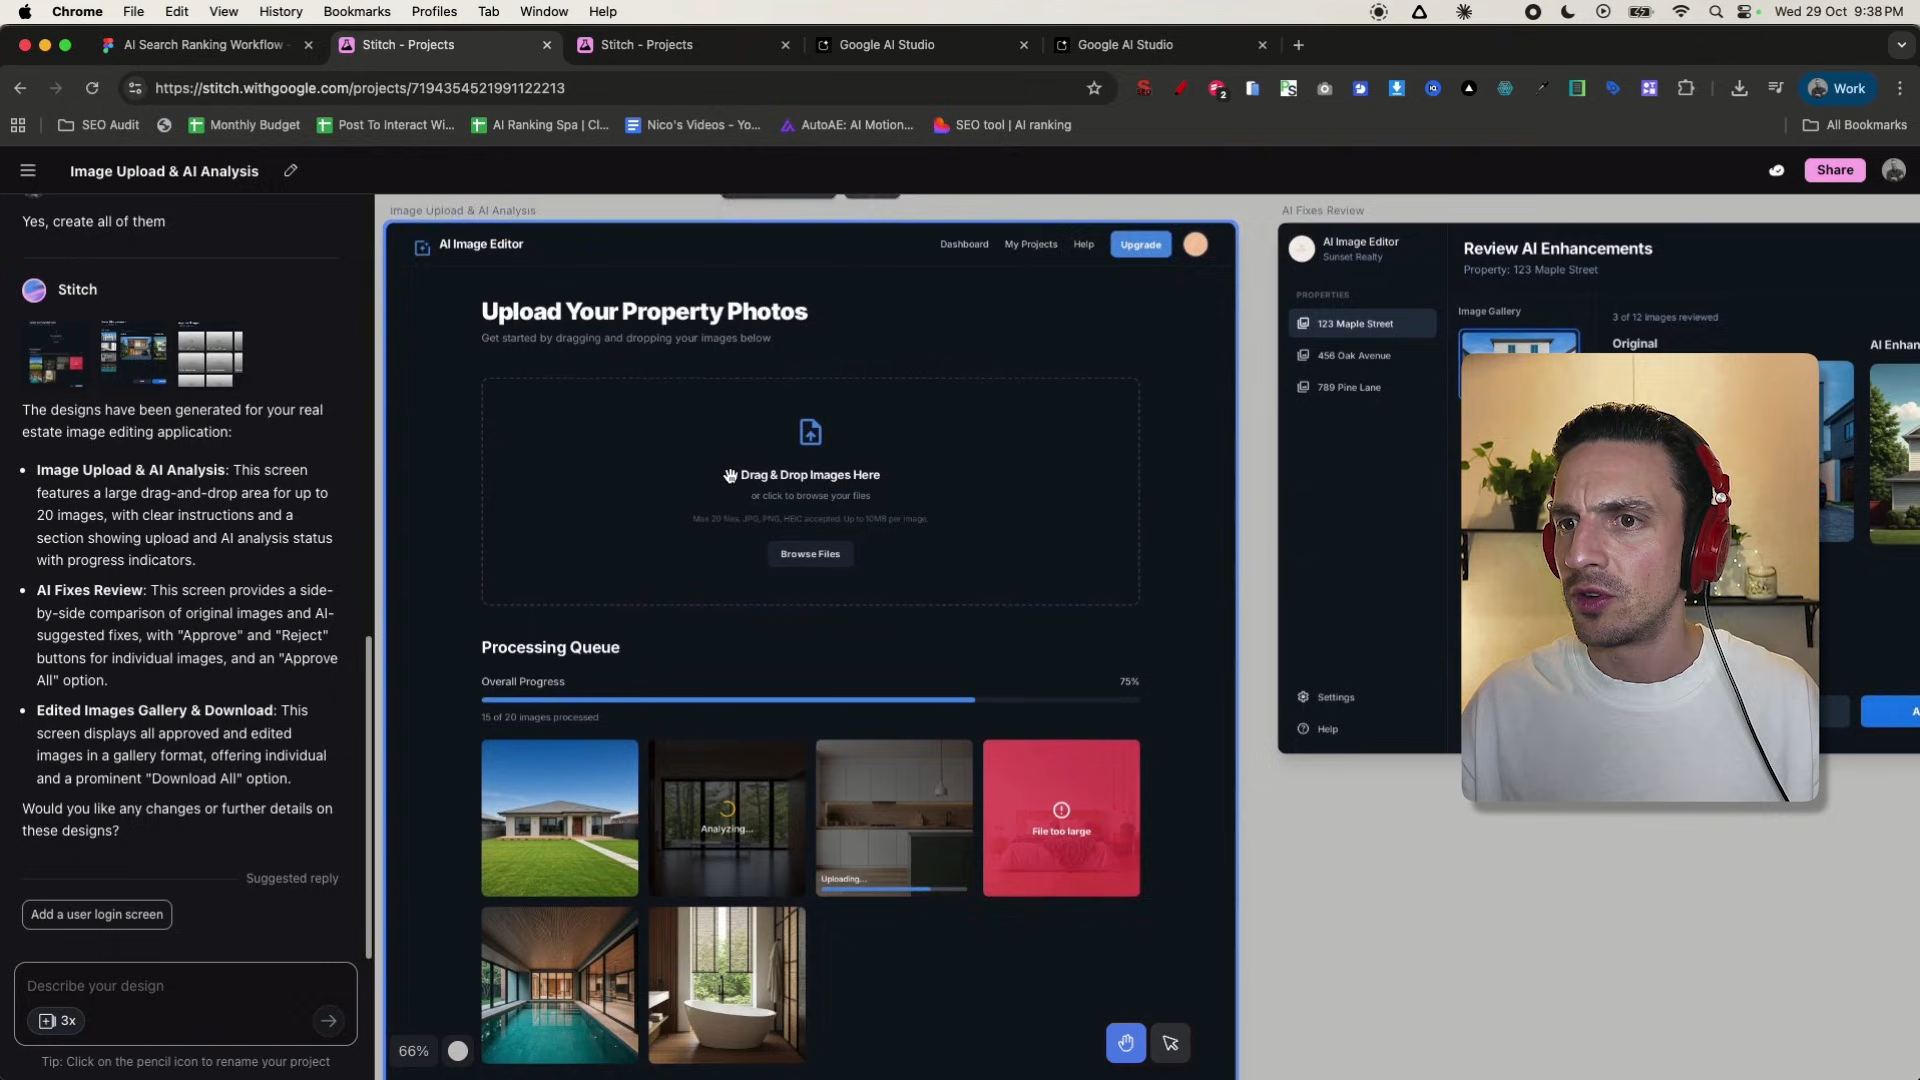 Chrome File Edit View History Bookmarks Profiles Tab Window Help
Wed 29 Oct 9:38 PM
AI Search Ranking Workflow
Stitch - Projects
Stitch - Projects
Google AI Studio
Google AI Studio
https://stitch.withgoogle.com/projects/7194354521991122213
2
Work
SEO Audit
Monthly Budget
Post To Interact Wi...
AI Ranking Spa | Cl...
Nico's Videos - Yo...
AutoAE: AI Motion...
SEO tool | AI ranking
All Bookmarks
Image Upload & AI Analysis
Share
Yes, create all of them
Stitch
The designs have been generated for your real
estate image editing application:
Image Upload & AI Analysis: This screen
features a large drag-and-drop area for up to
20 images, with clear instructions and a
section showing upload and AI analysis status
with progress indicators.
AI Fixes Review: This screen provides a side-
by-side comparison of original images and AI-
suggested fixes, with "Approve" and "Reject"
buttons for individual images, and an "Approve
All" option.
Edited Images Gallery & Download: This
screen displays all approved and edited
images in a gallery format, offering individual
and a prominent "Download All" option.
Would you like any changes or further details on
these designs?
Suggested reply
Add a user login screen
Describe your design
3x
Tip: Click on the pencil icon to rename your project
Image Upload & AI Analysis
AI Image Editor
Dashboard
My Projects
Help
Upgrade
Upload Your Property Photos
Get started by dragging and dropping your images below
Drag & Drop Images Here
or click to browse your files
Max 20 files. JPG, PNG, HEIC accepted. Up to 10MB per image.
Browse Files
Processing Queue
Overall Progress
75%
15 of 20 images processed
Analyzing...
Uploading...
File too large
66%
AI Fixes Review
AI Image Editor
Sunset Realty
PROPERTIES
123 Maple Street
456 Oak Avenue
789 Pine Lane
Settings
Help
Review AI Enhancements
Property: 123 Maple Street
Image Gallery
3 of 12 images reviewed
Original
AI Enhan
A